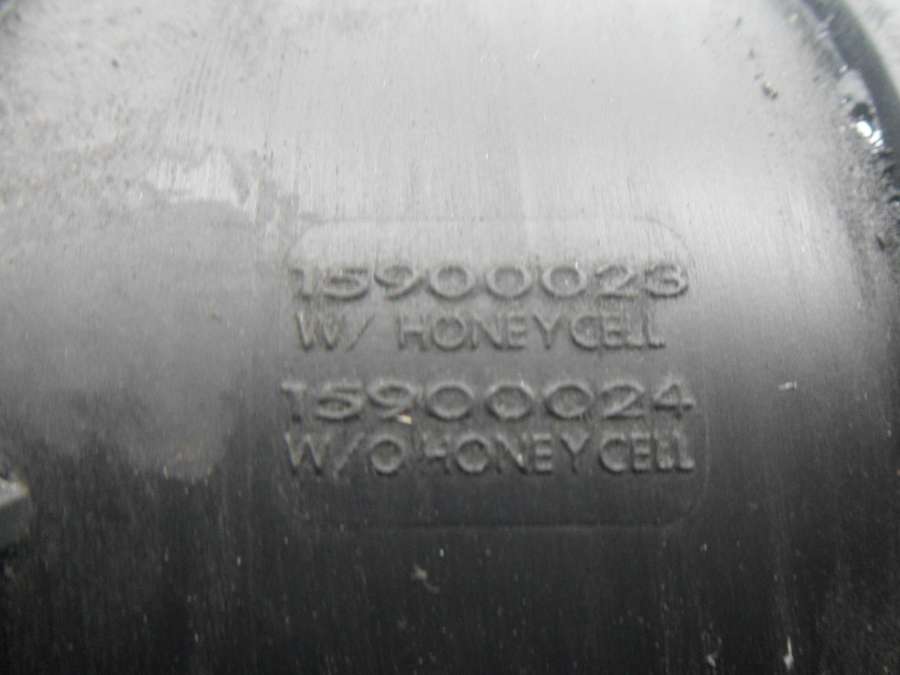 15900023
W/ HONEYCELL
15900024
W/O HONEYCELL